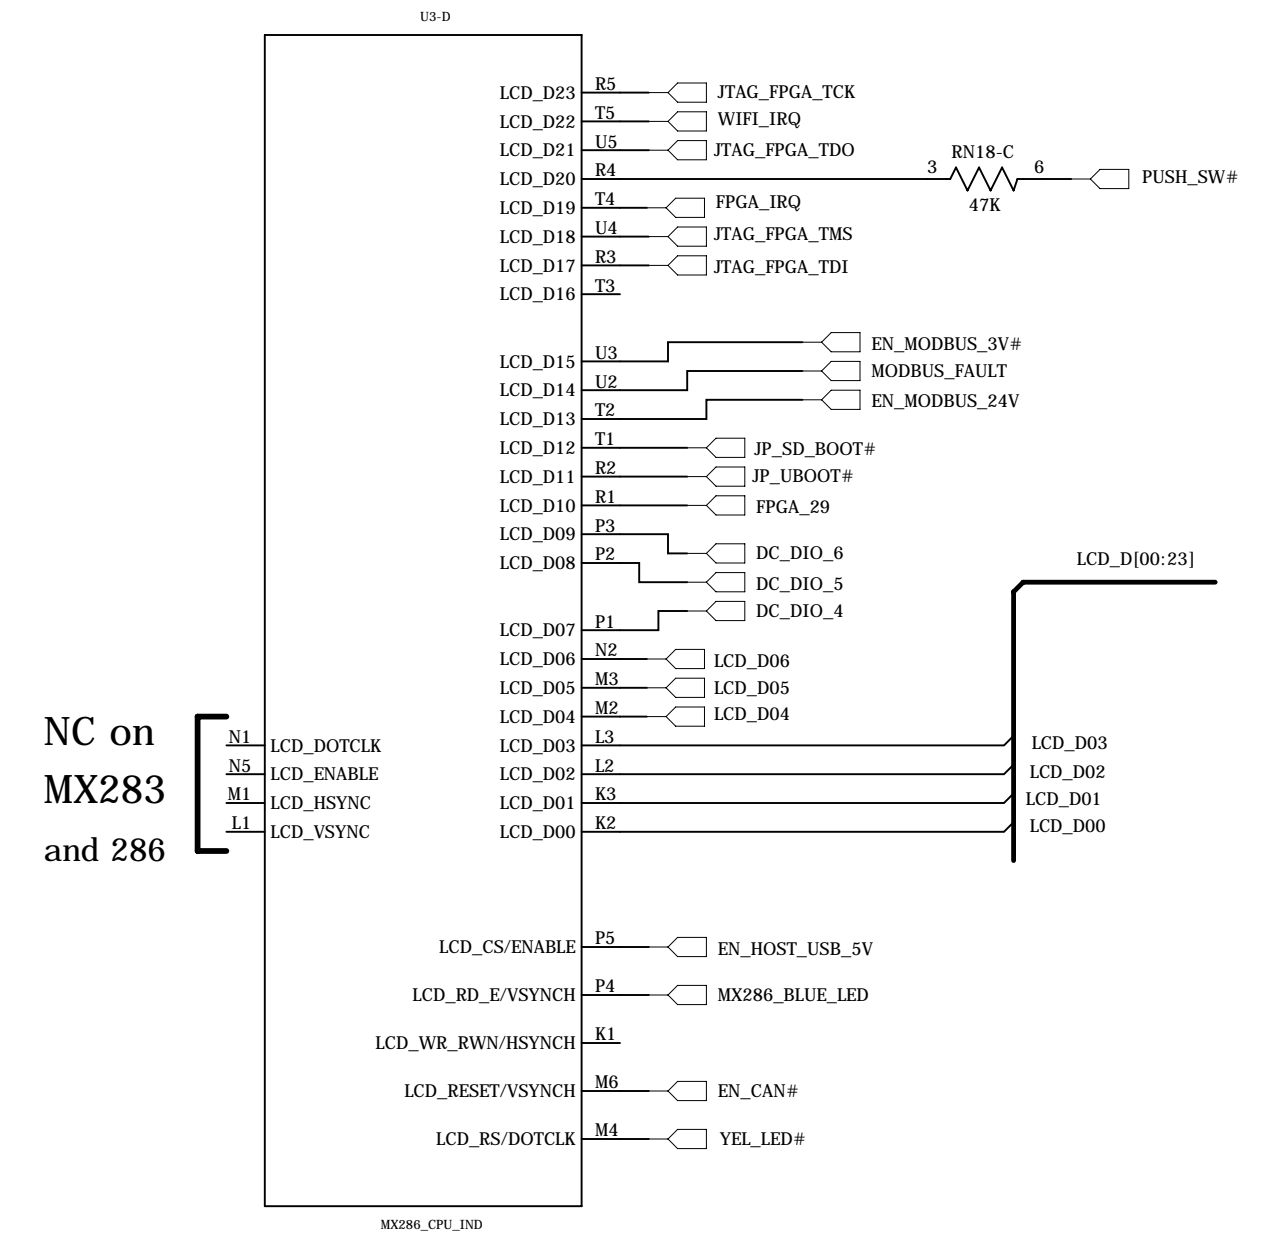 U3-D
LCD_D23 R5 JTAG_FPGA_TCK
LCD_D22 T5 WIFI_IRQ
LCD_D21 U5 JTAG_FPGA_TDO
RN18-C
LCD_D20 R4 3 6 PUSH_SW#
47K
LCD_D19 T4 FPGA_IRQ
LCD_D18 U4 JTAG_FPGA_TMS
LCD_D17 R3 JTAG_FPGA_TDI
LCD_D16 T3
LCD_D15 U3 EN_MODBUS_3V#
LCD_D14 U2 MODBUS_FAULT
LCD_D13 T2 EN_MODBUS_24V
LCD_D12 T1 JP_SD_BOOT#
LCD_D11 R2 JP_UBOOT#
LCD_D10 R1 FPGA_29
LCD_D09 P3 DC_DIO_6
LCD_D08 P2 DC_DIO_5
LCD_D[00:23]
LCD_D07 P1 DC_DIO_4
LCD_D06 N2 LCD_D06
LCD_D05 M3 LCD_D05
LCD_D04 M2 LCD_D04
NC on
MX283
and 286
N1 LCD_DOTCLK LCD_D03 L3 LCD_D03
N5 LCD_ENABLE LCD_D02 L2 LCD_D02
M1 LCD_HSYNC LCD_D01 K3 LCD_D01
L1 LCD_VSYNC LCD_D00 K2 LCD_D00
LCD_CS/ENABLE P5 EN_HOST_USB_5V
LCD_RD_E/VSYNCH P4 MX286_BLUE_LED
LCD_WR_RWN/HSYNCH K1
LCD_RESET/VSYNCH M6 EN_CAN#
LCD_RS/DOTCLK M4 YEL_LED#
MX286_CPU_IND